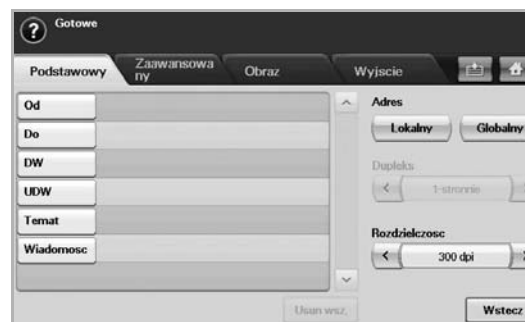 Gotowe
Podstawowy
Zaawansowa
ny
Obraz
Wyjscie
Od
Do
DW
UDW
Temat
Wiadomosc
Adres
Lokalny
Globalny
Dupleks
1-stronnie
Rozdzielczosc
300 dpi
Usun wsz.
Wstecz